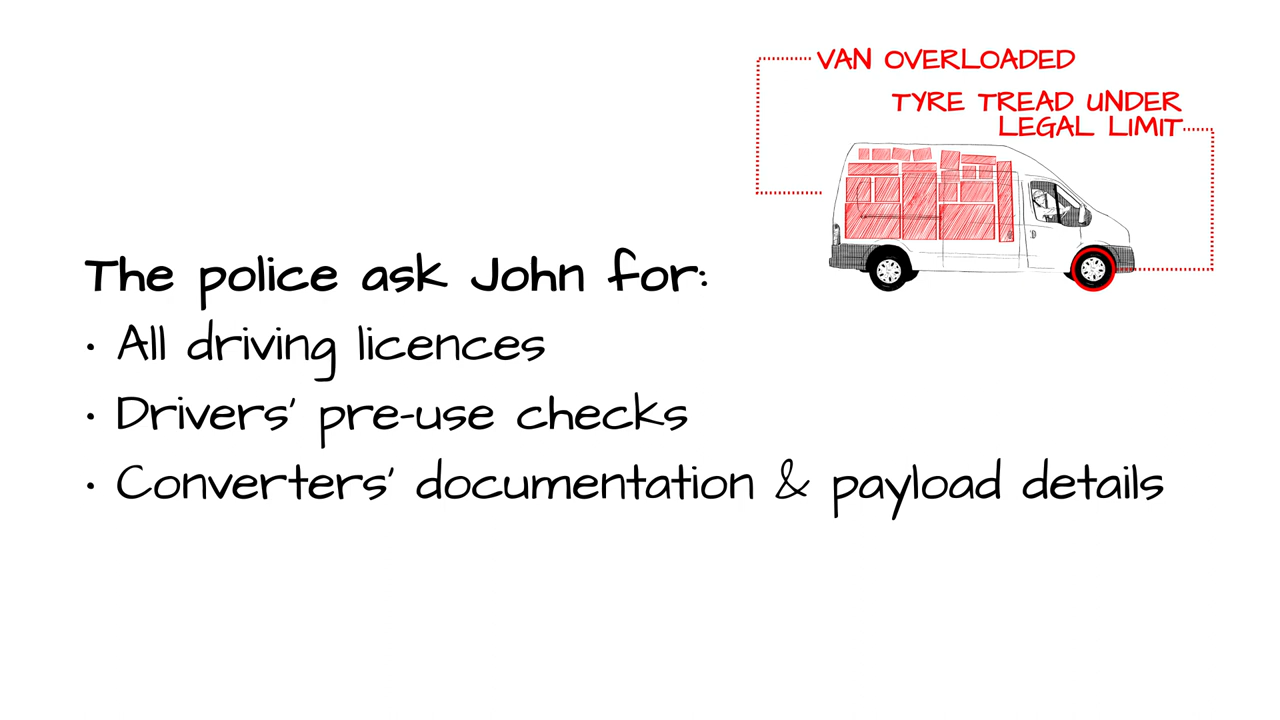 VAN OVERLOADED
TYRE TREAD UNDER
LEGAL LIMIT
The police ask John for:
• All driving licences
• Drivers' pre-use checks
• Converters' documentation & payload details